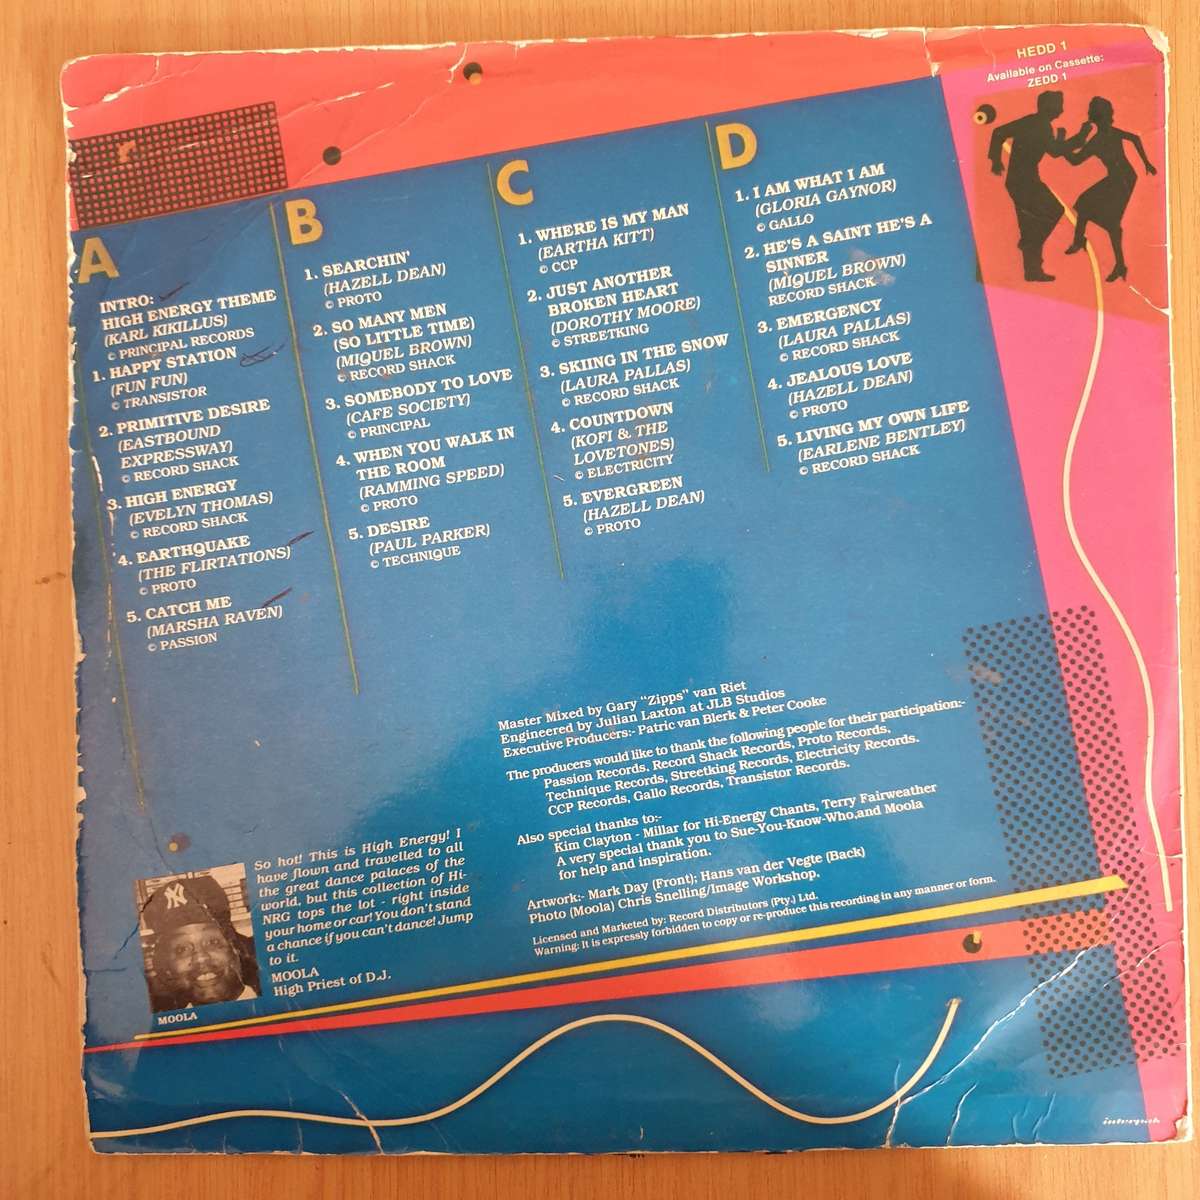 HEDD 1
Available on Cassette:
ZEDD 1
A
INTRO:
HIGH ENERGY THEME
(KARL KIKILLUS)
© PRINCIPAL RECORDS
1. HAPPY STATION
(FUN FUN)
© TRANSISTOR
2. PRIMITIVE DESIRE
(EASTBOUND
EXPRESSWAY)
© RECORD SHACK
3. HIGH ENERGY
(EVELYN THOMAS)
© RECORD SHACK
4. EARTHQUAKE
(THE FLIRTATIONS)
© PROTO
5. CATCH ME
(MARSHA RAVEN)
© PASSION
B
1. SEARCHIN'
(HAZELL DEAN)
© PROTO
2. SO MANY MEN
(SO LITTLE TIME)
(MIQUEL BROWN)
© RECORD SHACK
3. SOMEBODY TO LOVE
(CAFE SOCIETY)
© PRINCIPAL
4. WHEN YOU WALK IN
THE ROOM
(RAMMING SPEED)
© PROTO
5. DESIRE
(PAUL PARKER)
© TECHNIQUE
C
1. WHERE IS MY MAN
(EARTHA KITT)
© CCP
2. JUST ANOTHER
BROKEN HEART
(DOROTHY MOORE)
© STREETKING
3. SKIING IN THE SNOW
(LAURA PALLAS)
© RECORD SHACK
4. COUNTDOWN
(KOFI & THE
LOVETONES)
© ELECTRICITY
5. EVERGREEN
(HAZELL DEAN)
© PROTO
D
1. I AM WHAT I AM
(GLORIA GAYNOR)
© GALLO
2. HE'S A SAINT HE'S A
SINNER
(MIQUEL BROWN)
RECORD SHACK
3. EMERGENCY
(LAURA PALLAS)
© RECORD SHACK
4. JEALOUS LOVE
(HAZELL DEAN)
© PROTO
5. LIVING MY OWN LIFE
(EARLENE BENTLEY)
© RECORD SHACK
Master Mixed by Gary "Zipps" van Riet
Engineered by Julian Laxton at JLB Studios
Executive Producers:- Patric van Blerk & Peter Cooke
The producers would like to thank the following people for their participation:-
Passion Records, Record Shack Records, Proto Records,
Technique Records, Streetking Records, Electricity Records.
CCP Records, Gallo Records, Transistor Records.
Also special thanks to:-
Kim Clayton - Millar for Hi-Energy Chants, Terry Fairweather
A very special thank you to Sue-You-Know-Who,and Moola
for help and inspiration.
Artwork:- Mark Day (Front); Hans van der Vegte (Back)
Photo (Moola) Chris Snelling/Image Workshop.
Licensed and Marketed by: Record Distributors (Pty.) Ltd.
Warning: It is expressly forbidden to copy or re-produce this recording in any manner or form.
So hot! This is High Energy! I
have flown and travelled to all
the great dance palaces of the
world, but this collection of Hi-
NRG tops the lot - right inside
your home or car! You don't stand
a chance if you can't dance! Jump
to it.
MOOLA
High Priest of D.J.
MOOLA